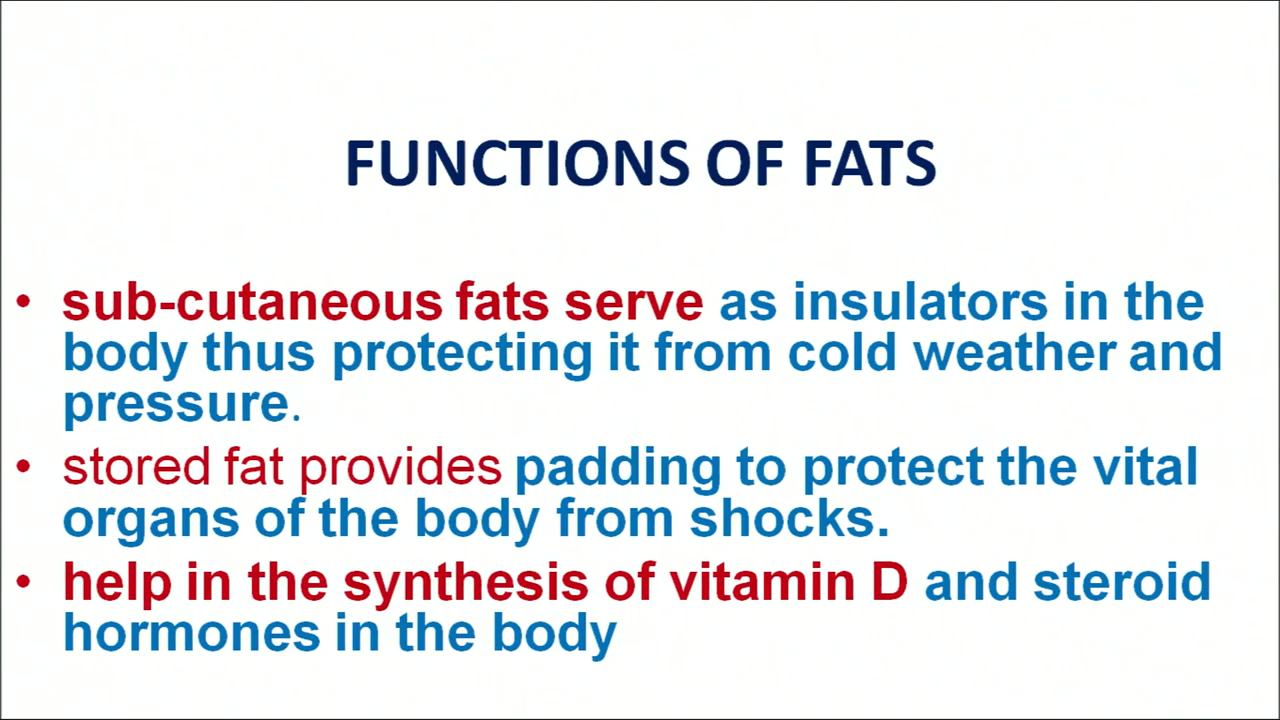 FUNCTIONS OF FATS
• sub-cutaneous fats serve as insulators in the
body thus protecting it from cold weather and
pressure.
• stored fat provides padding to protect the vital
organs of the body from shocks.
• help in the synthesis of vitamin D and steroid
hormones in the body